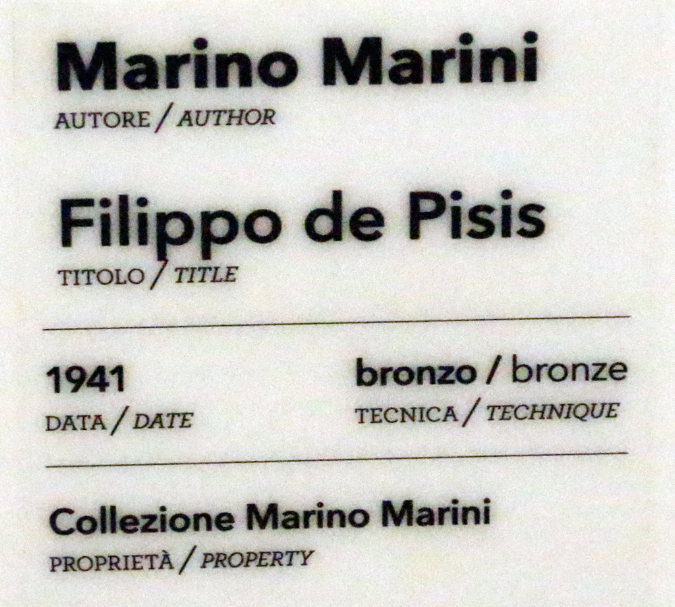 Marino Marini
AUTORE / AUTHOR
Filippo de Pisis
TITOLO / TITLE
1941
DATA / DATE
bronzo / bronze
TECNICA / TECHNIQUE
Collezione Marino Marini
PROPRIETÀ / PROPERTY